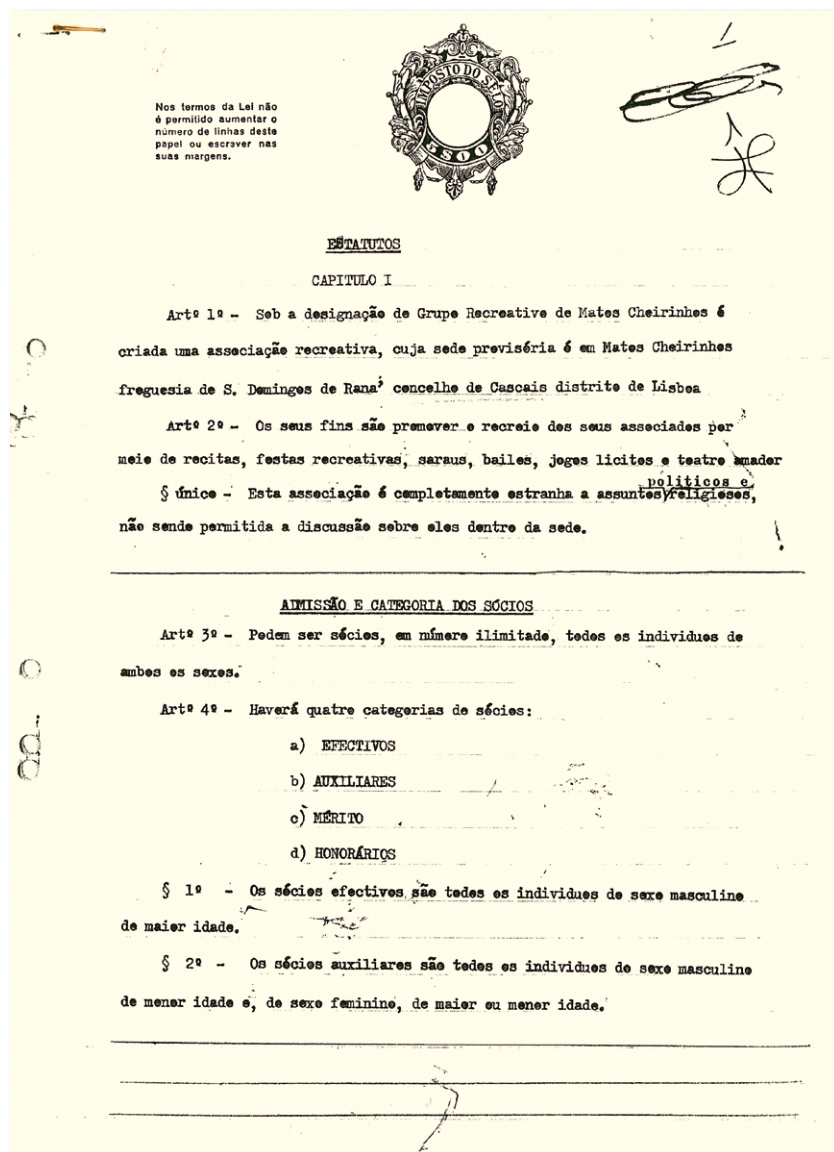 Nos termos da Lei não
é permitido aumentar o
número de linhas deste
papel ou escrever nas
suas margens.
IMPOSTO DO SELO
5$00
1
ESTATUTOS
CAPITULO I
Artº 1º - Sob a designação de Grupo Recreativo de Matos Cheirinhos é
criada uma associação recreativa, cuja sede provisória é em Matos Cheirinhos
freguesia de S. Domingos de Rana, concelho de Cascais distrito de Lisboa
Artº 2º - Os seus fins são promover o recreio dos seus associados por
meio de recitas, festas recreativas, saraus, bailes, jogos licitos e teatro amador
politicos e
§ único - Esta associação é completamente estranha a assuntos/religiosos,
não sendo permitida a discussão sobre eles dentro da sede.
ADMISSÃO E CATEGORIA DOS SÓCIOS
Artº 3º - Podem ser sócios, em número ilimitado, todos os individuos de
ambos os sexos.
Artº 4º - Haverá quatro categorias de sócios:
a) EFECTIVOS
b) AUXILIARES
c) MÉRITO
d) HONORÁRIOS
§ 1º - Os sócios efectivos são todos os individuos do sexo masculino
de maior idade.
§ 2º - Os sócios auxiliares são todos os individuos do sexo masculino
de menor idade e, do sexo feminino, de maior ou menor idade.